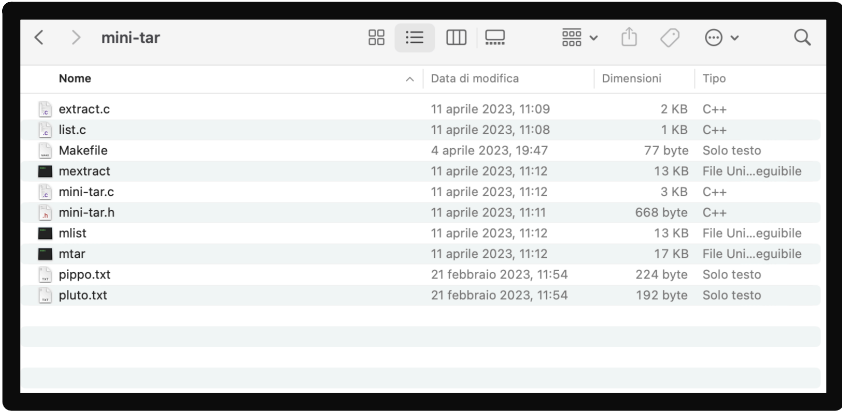 mini-tar
Nome Data di modifica Dimensioni Tipo
extract.c 11 aprile 2023, 11:09 2 KB C++
list.c 11 aprile 2023, 11:08 1 KB C++
Makefile 4 aprile 2023, 19:47 77 byte Solo testo
mextract 11 aprile 2023, 11:12 13 KB File Uni...eguibile
mini-tar.c 11 aprile 2023, 11:12 3 KB C++
mini-tar.h 11 aprile 2023, 11:11 668 byte C++
mlist 11 aprile 2023, 11:12 13 KB File Uni...eguibile
mtar 11 aprile 2023, 11:12 17 KB File Uni...eguibile
pippo.txt 21 febbraio 2023, 11:54 224 byte Solo testo
pluto.txt 21 febbraio 2023, 11:54 192 byte Solo testo